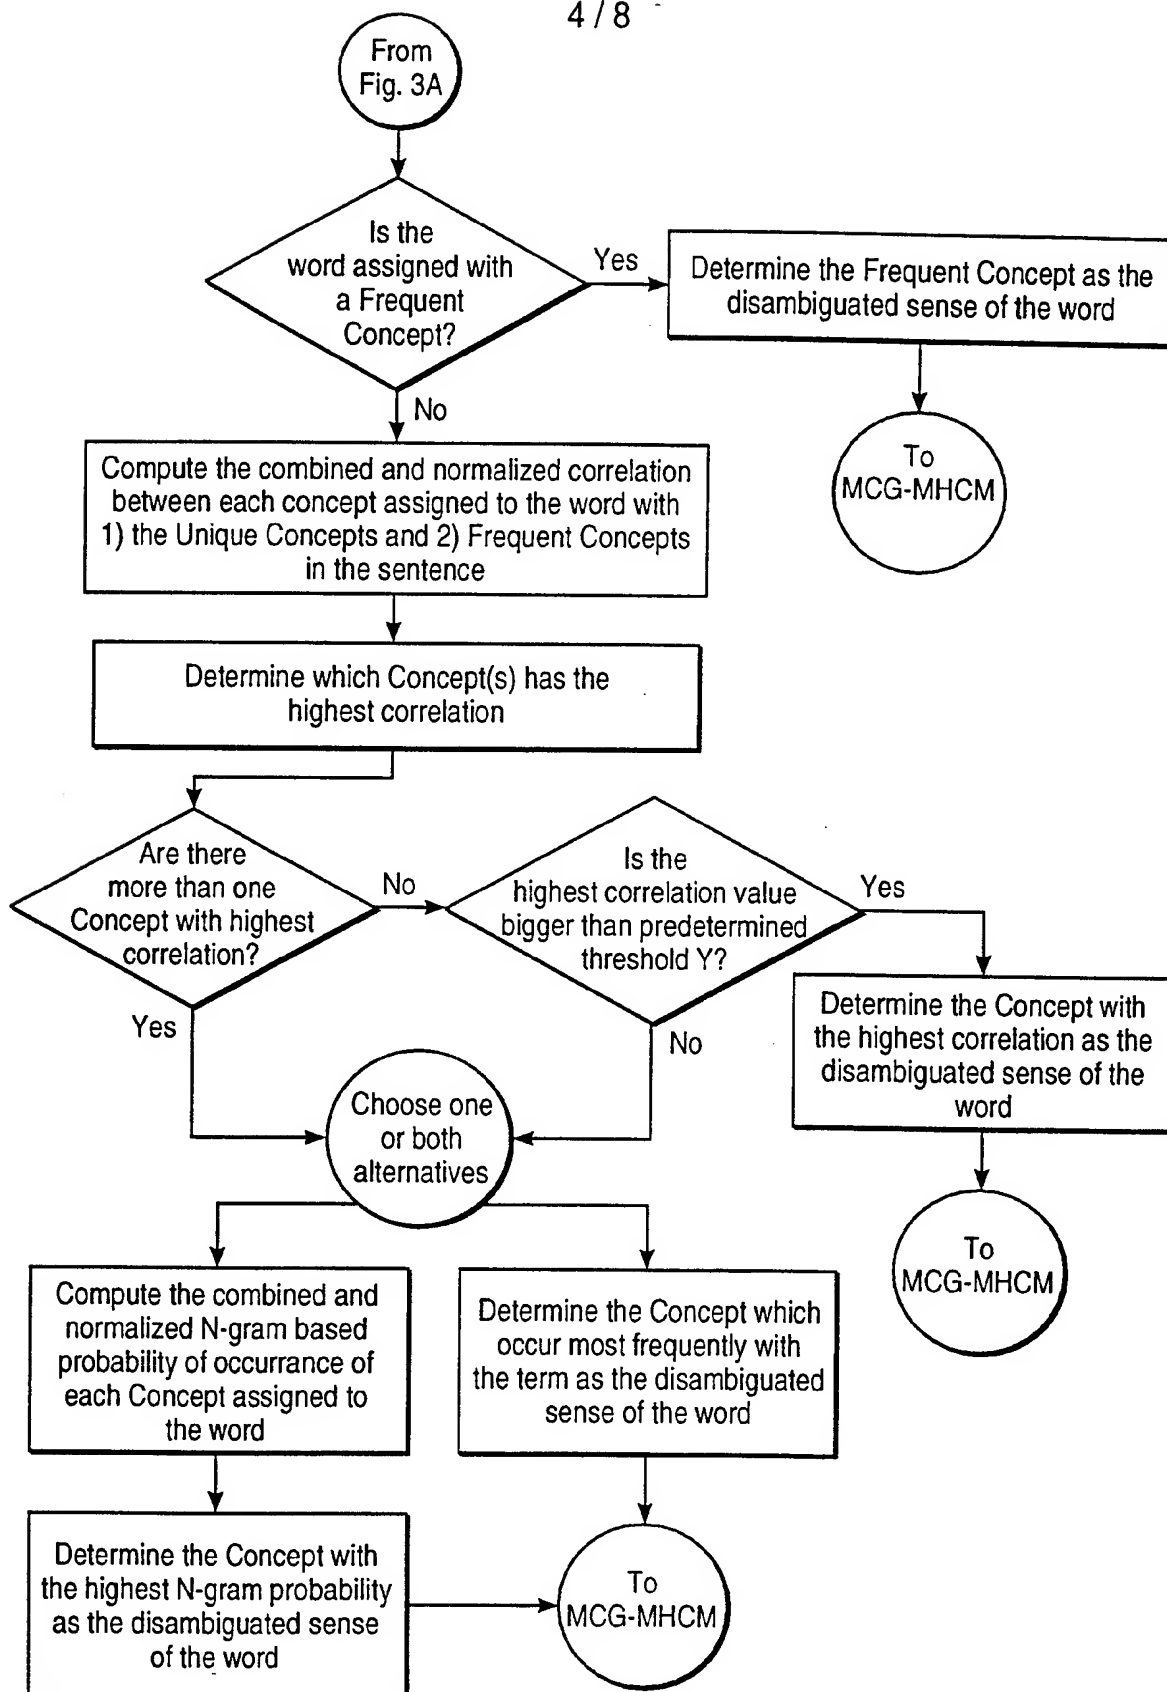 4 / 8
From
Fig. 3A
Is the
word assigned with
a Frequent
Concept?
Yes
Determine the Frequent Concept as the
disambiguated sense of the word
No
To
MCG-MHCM
Compute the combined and normalized correlation
between each concept assigned to the word with
1) the Unique Concepts and 2) Frequent Concepts
in the sentence
Determine which Concept(s) has the
highest correlation
Are there
more than one
Concept with highest
correlation?
No
Is the
highest correlation value
bigger than predetermined
threshold Y?
Yes
Yes
No
Determine the Concept with
the highest correlation as the
disambiguated sense of the
word
Choose one
or both
alternatives
To
MCG-MHCM
Compute the combined and
normalized N-gram based
probability of occurrance of
each Concept assigned to
the word
Determine the Concept which
occur most frequently with
the term as the disambiguated
sense of the word
Determine the Concept with
the highest N-gram probability
as the disambiguated sense
of the word
To
MCG-MHCM